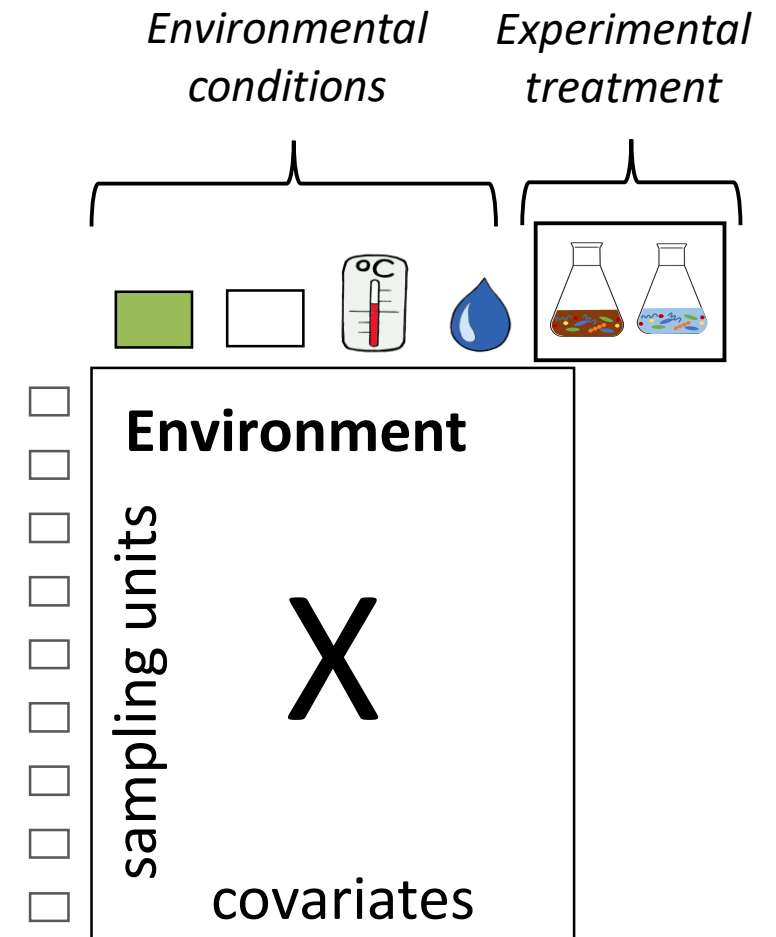 Environmental
conditions
Experimental
treatment
°C
Environment
sampling units
X
covariates